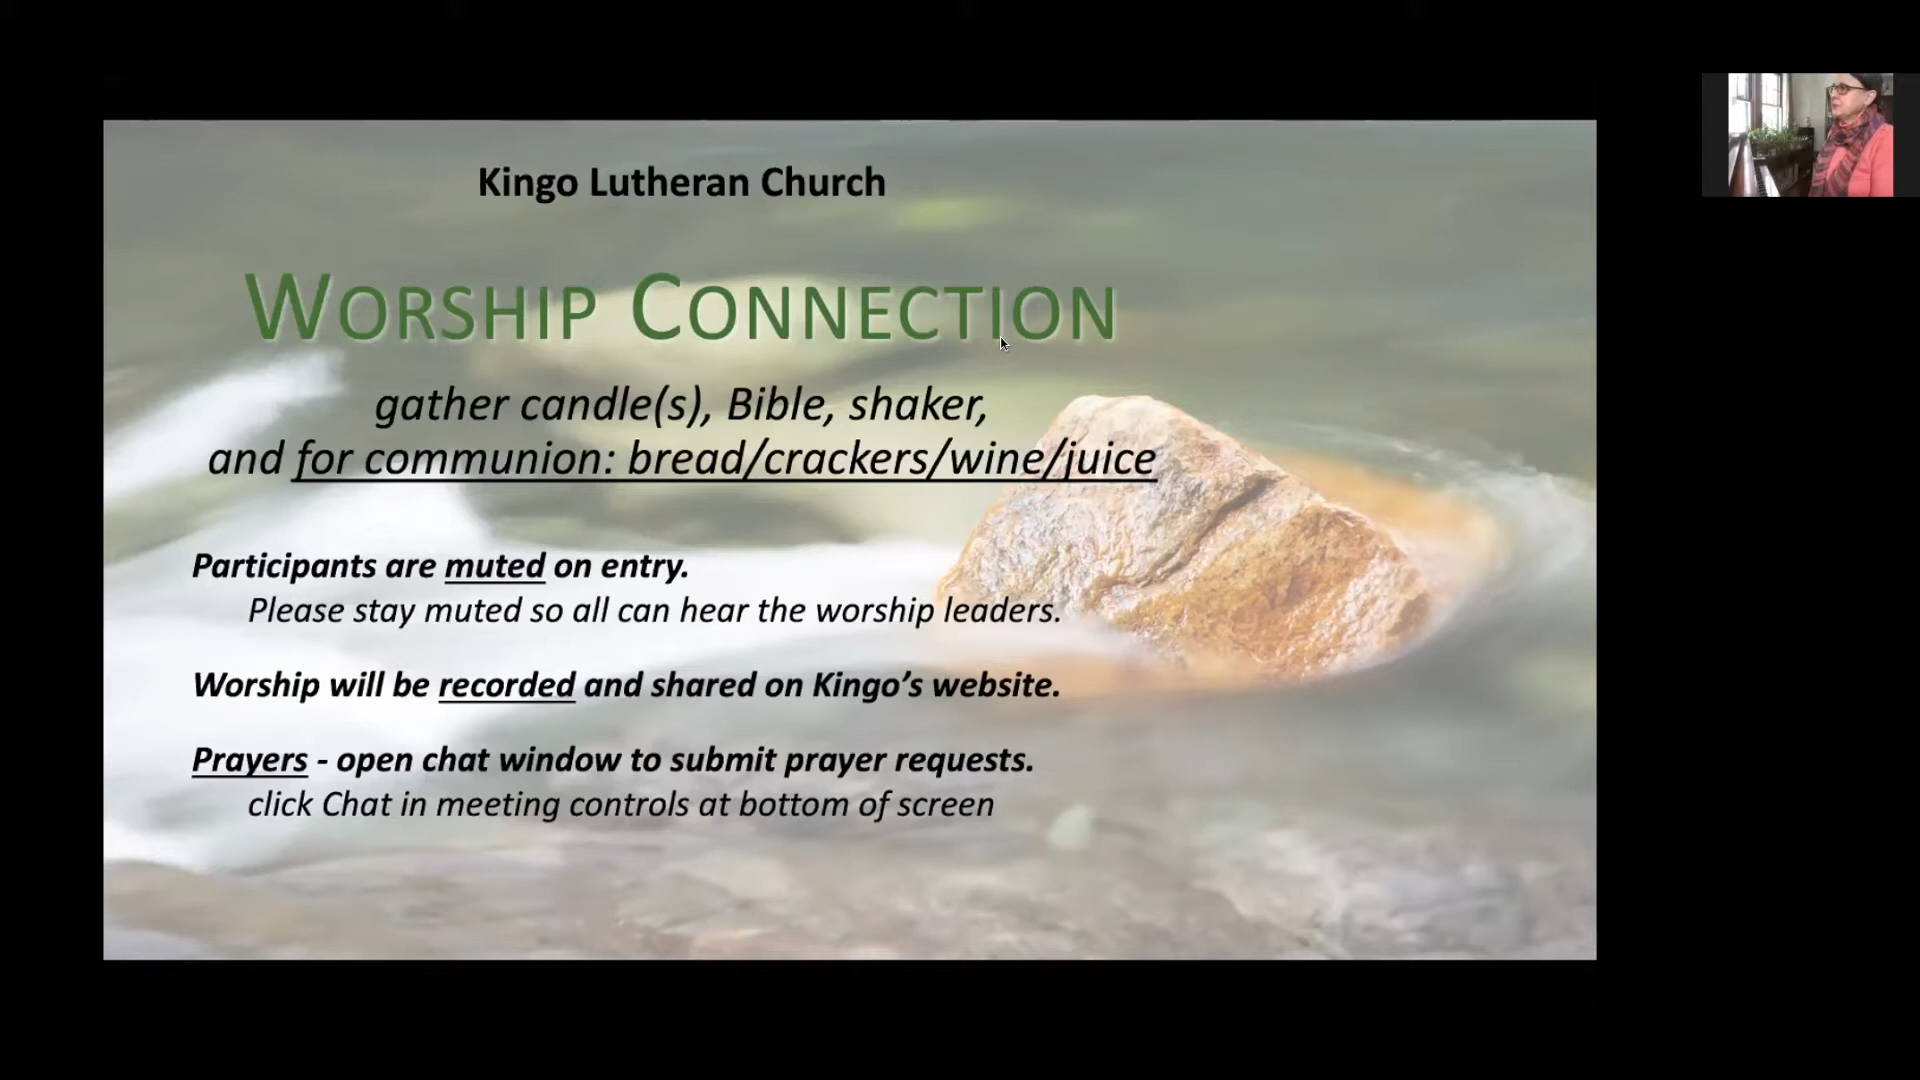 Kingo Lutheran Church
WORSHIP CONNECTION
gather candle(s), Bible, shaker,
and for communion: bread/crackers/wine/juice
Participants are muted on entry.
Please stay muted so all can hear the worship leaders.
Worship will be recorded and shared on Kingo’s website.
Prayers - open chat window to submit prayer requests.
click Chat in meeting controls at bottom of screen